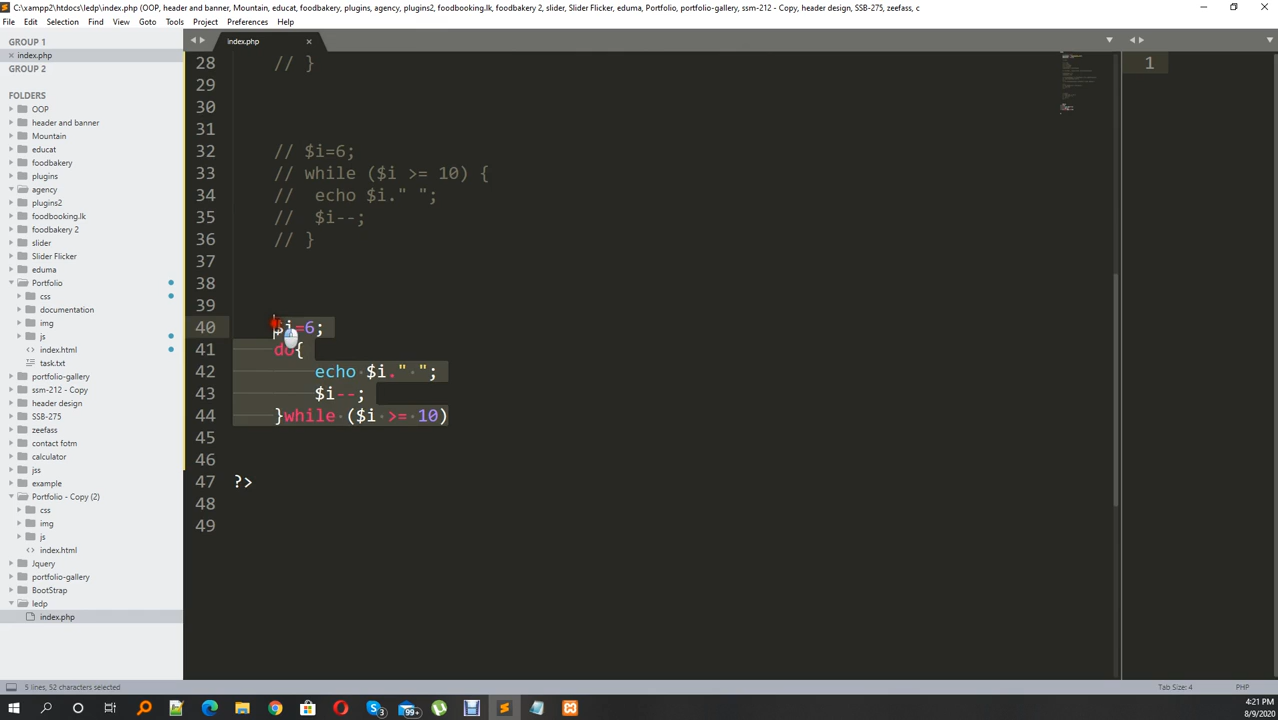 C:\xampp2\htdocs\ledp\index.php (OOP, header and banner, Mountain, educat, foodbakery, plugins, agency, plugins2, foodbooking.lk, foodbakery 2, slider, Slider Flicker, eduma, Portfolio, portfolio-gallery, ssm-212 - Copy, header design, SSB-275, zeefass, c
File Edit Selection Find View Goto Tools Project Preferences Help
GROUP 1
index.php
GROUP 2
FOLDERS
OOP
header and banner
Mountain
educat
foodbakery
plugins
agency
plugins2
foodbooking.lk
foodbakery 2
slider
Slider Flicker
eduma
Portfolio
css
documentation
img
js
index.html
task.txt
portfolio-gallery
ssm-212 - Copy
header design
SSB-275
zeefass
contact fotm
calculator
jss
example
Portfolio - Copy (2)
css
img
js
index.html
Jquery
portfolio-gallery
BootStrap
ledp
index.php
index.php
28 // }
29
30
31
32 // $i=6;
33 // while ($i >= 10) {
34 // echo $i." ";
35 // $i--;
36 // }
37
38
39
40 $i=6;
41 do{
42 echo $i." ";
43 $i--;
44 }while ($i >= 10)
45
46
47 ?>
48
49
1
5 lines, 52 characters selected
Tab Size: 4
PHP
3
99+
4:21 PM
8/9/2020